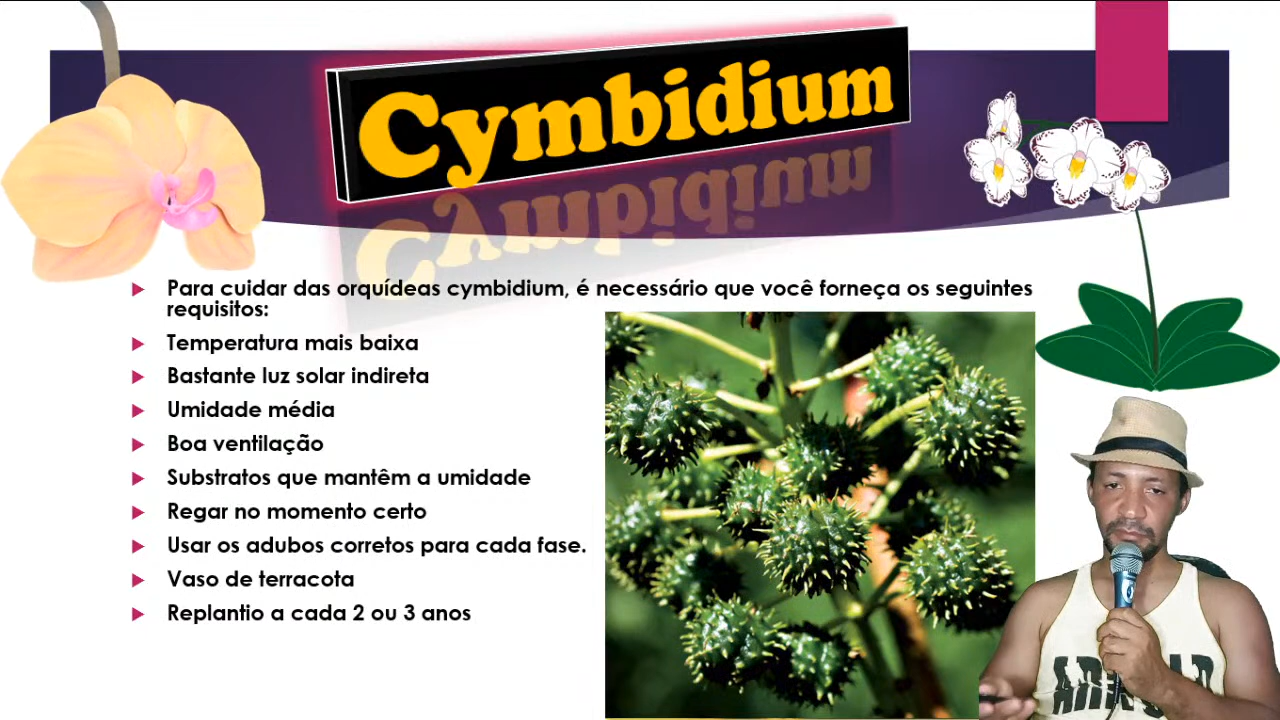 Cymbidium
Para cuidar das orquídeas cymbidium, é necessário que você forneça os seguintes
requisitos:
Temperatura mais baixa
Bastante luz solar indireta
Umidade média
Boa ventilação
Substratos que mantêm a umidade
Regar no momento certo
Usar os adubos corretos para cada fase.
Vaso de terracota
Replantio a cada 2 ou 3 anos